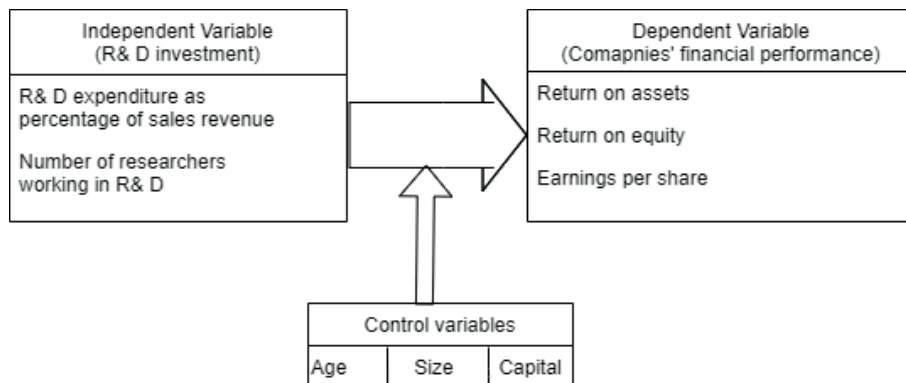 Independent Variable
(R& D investment)
R& D expenditure as
percentage of sales revenue
Number of researchers
working in R& D
Dependent Variable
(Comapnies' financial performance)
Return on assets
Return on equity
Earnings per share
Control variables
Age Size Capital